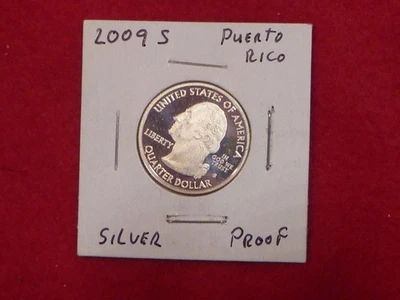 2009 S PUERTO
RICO
UNITED STATES OF AMERICA
LIBERTY
IN
GOD WE
TRUST
S
QUARTER DOLLAR
SILVER PROOF